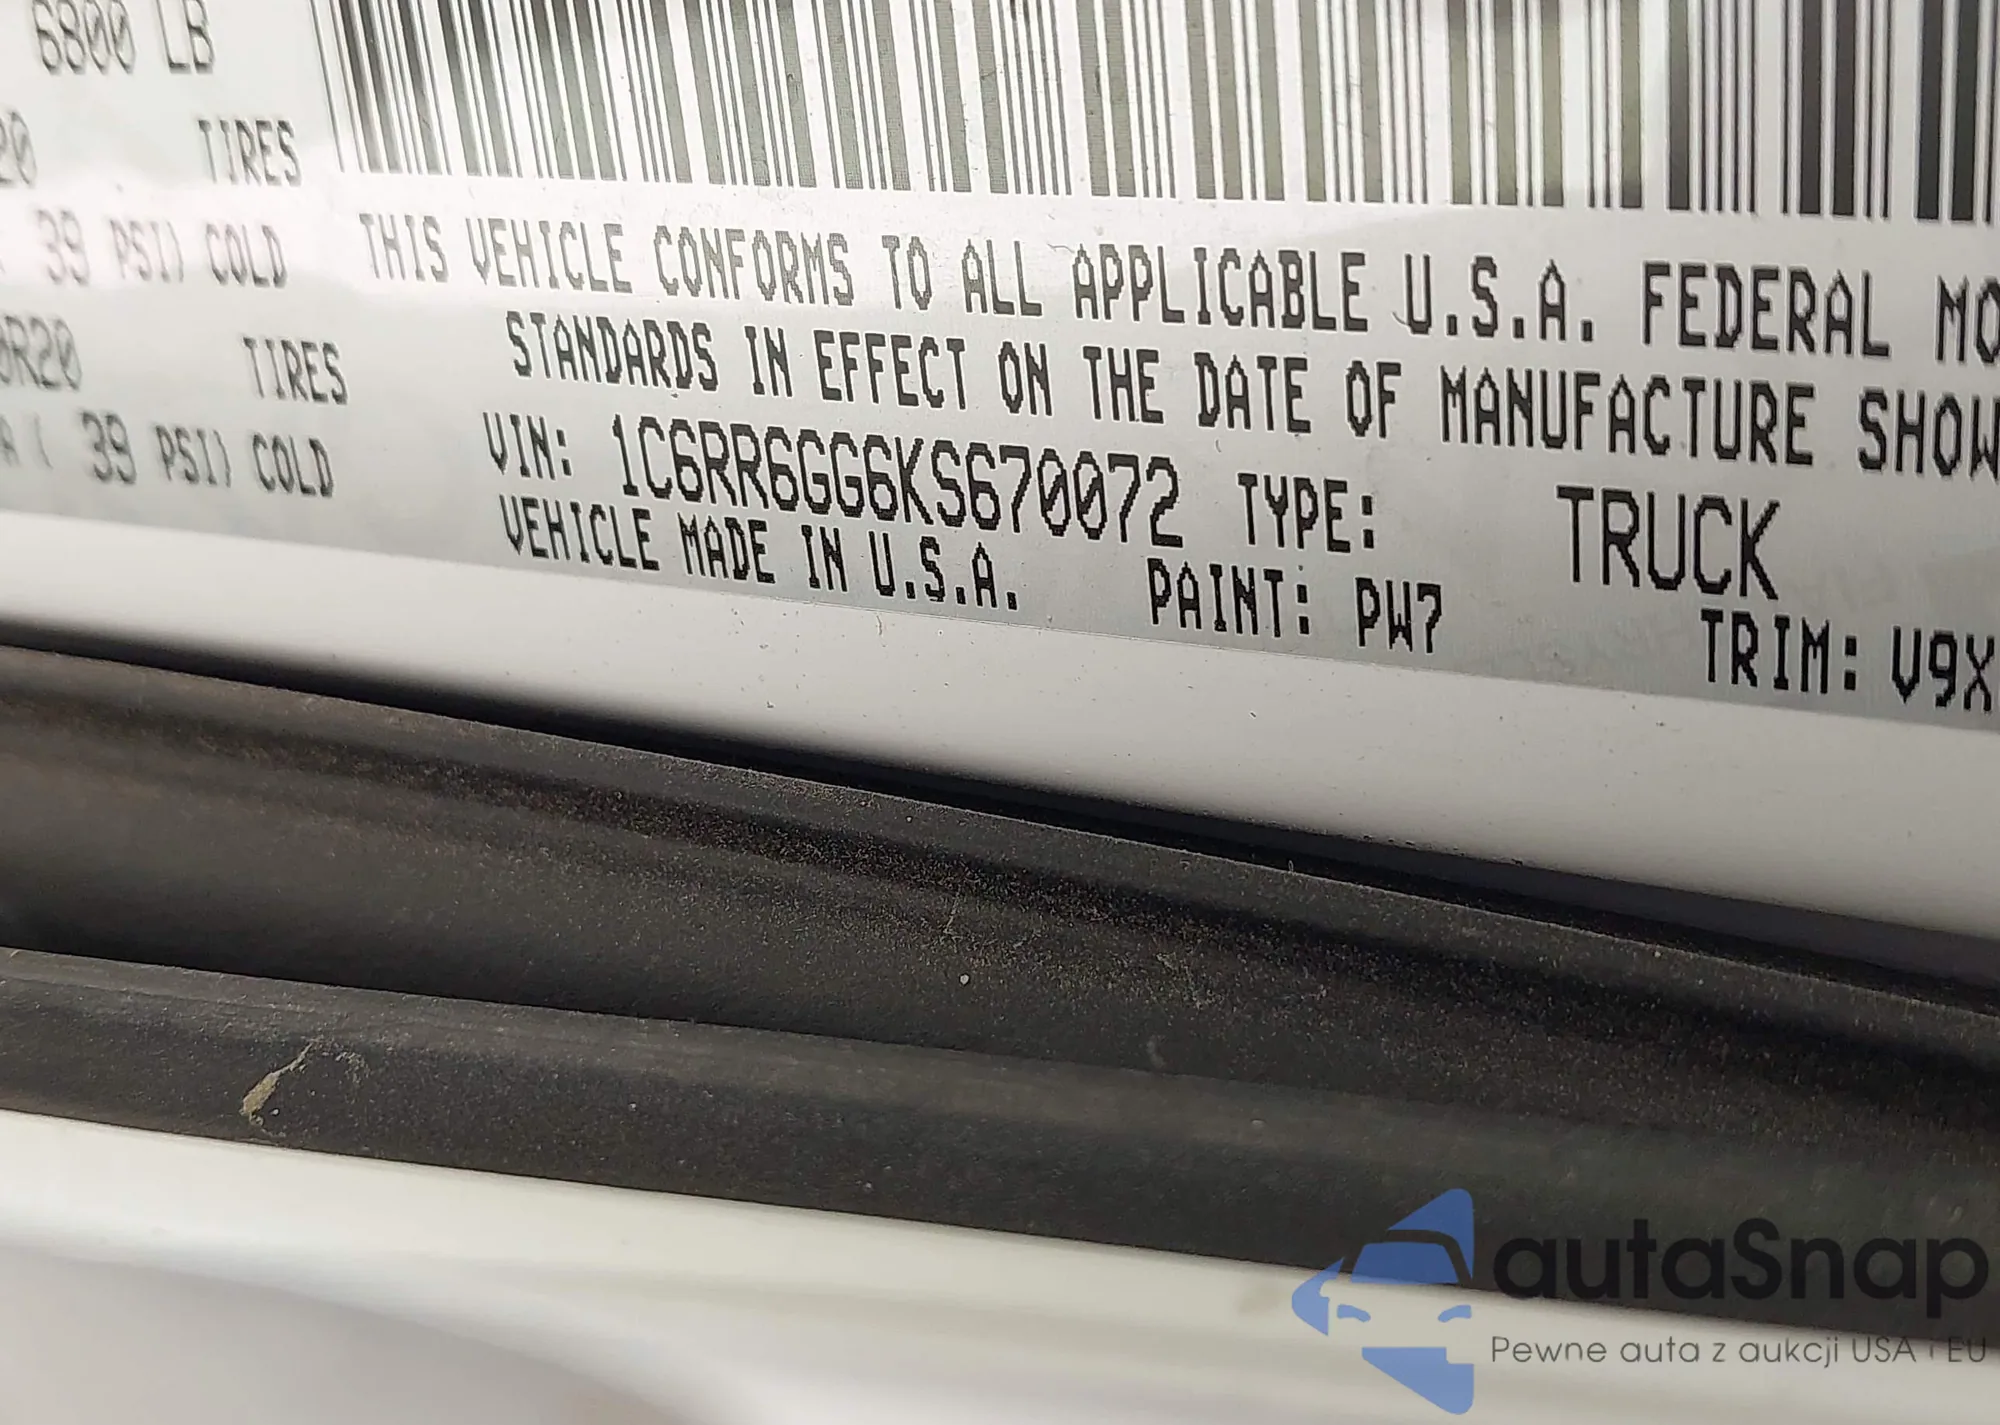 6800 LB
20 TIRES
39 PSI) COLD
0R20 TIRES
A ( 39 PSI) COLD
THIS VEHICLE CONFORMS TO ALL APPLICABLE U.S.A. FEDERAL MO
STANDARDS IN EFFECT ON THE DATE OF MANUFACTURE SHOW
VIN: 1C6RR6GG6KS670072 TYPE: TRUCK
VEHICLE MADE IN U.S.A. PAINT: PW7 TRIM: V9X
autaSnap
Pewne auta z aukcji USA i EU